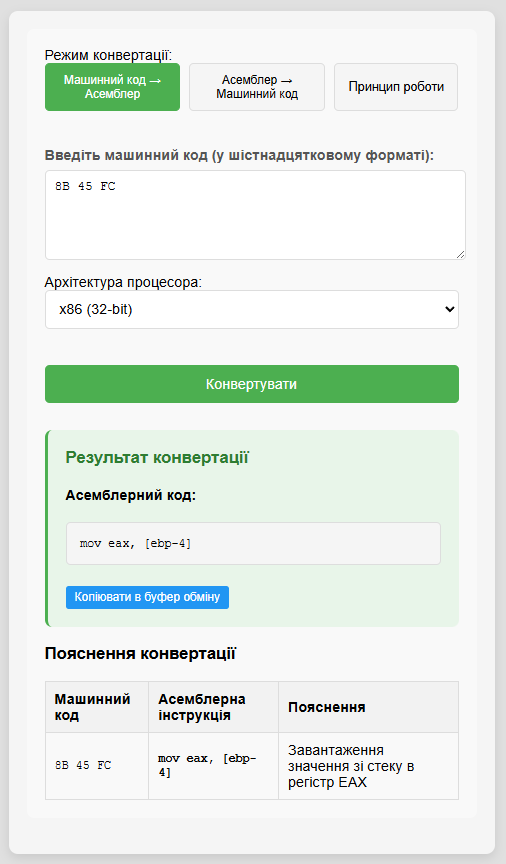 Режим конвертації:
Машинний код →
Асемблер
Асемблер →
Машинний код
Принцип роботи
Введіть машинний код (у шістнадцятковому форматі):
8B 45 FC
Архітектура процесора:
x86 (32-bit)
Конвертувати
Результат конвертації
Асемблерний код:
mov eax, [ebp-4]
Копіювати в буфер обміну
Пояснення конвертації
Машинний
код
Асемблерна
інструкція
Пояснення
8B 45 FC
mov eax, [ebp-
4]
Завантаження
значення зі стеку в
регістр EAX